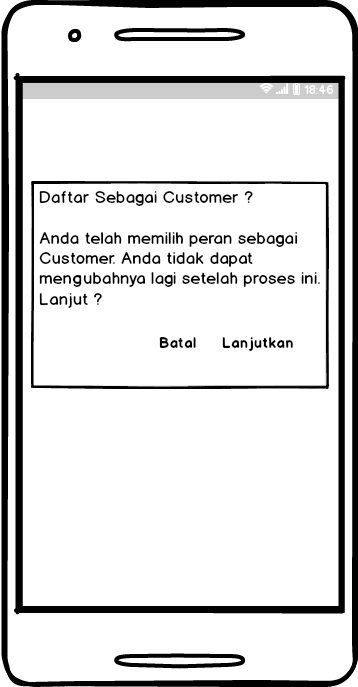 18:46
Daftar Sebagai Customer ?
Anda telah memilih peran sebagai
Customer. Anda tidak dapat
mengubahnya lagi setelah proses ini.
Lanjut ?
Batal Lanjutkan